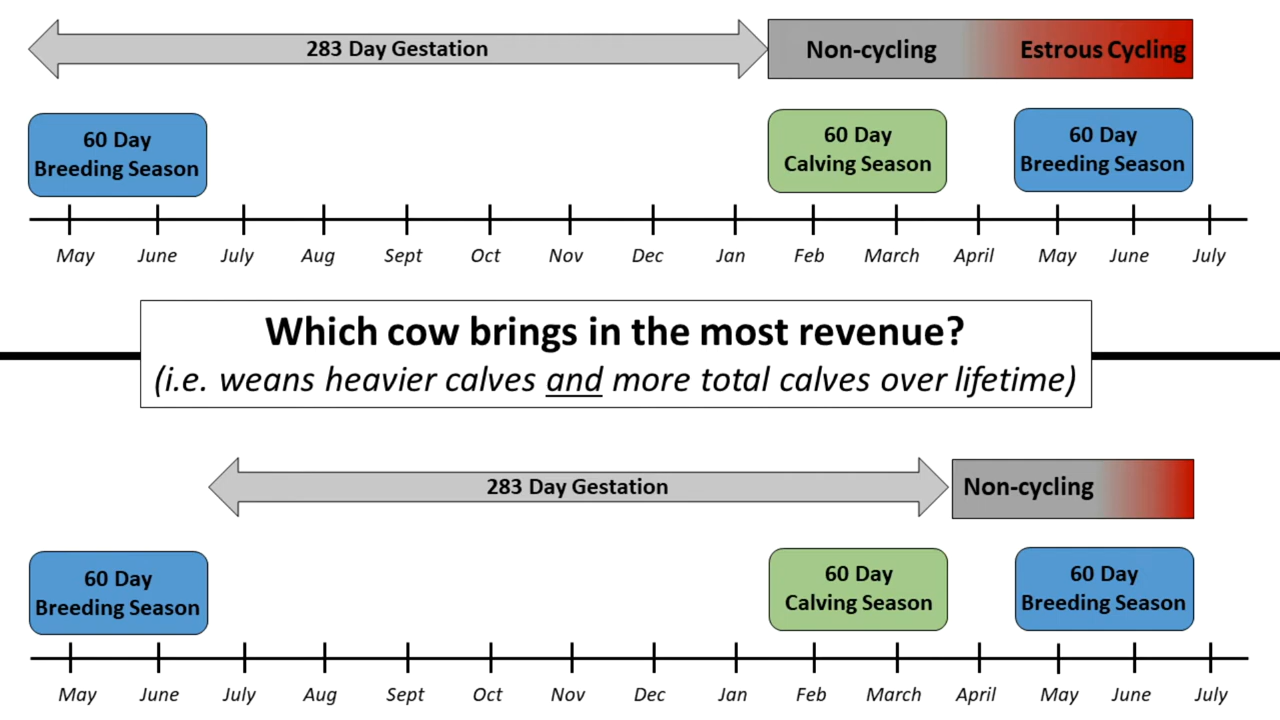 283 Day Gestation
Non-cycling
Estrous Cycling
60 Day
Breeding Season
60 Day
Calving Season
60 Day
Breeding Season
May June July Aug Sept Oct Nov Dec Jan Feb March April May June July
Which cow brings in the most revenue?
(i.e. weans heavier calves and more total calves over lifetime)
283 Day Gestation
Non-cycling
60 Day
Breeding Season
60 Day
Calving Season
60 Day
Breeding Season
May June July Aug Sept Oct Nov Dec Jan Feb March April May June July